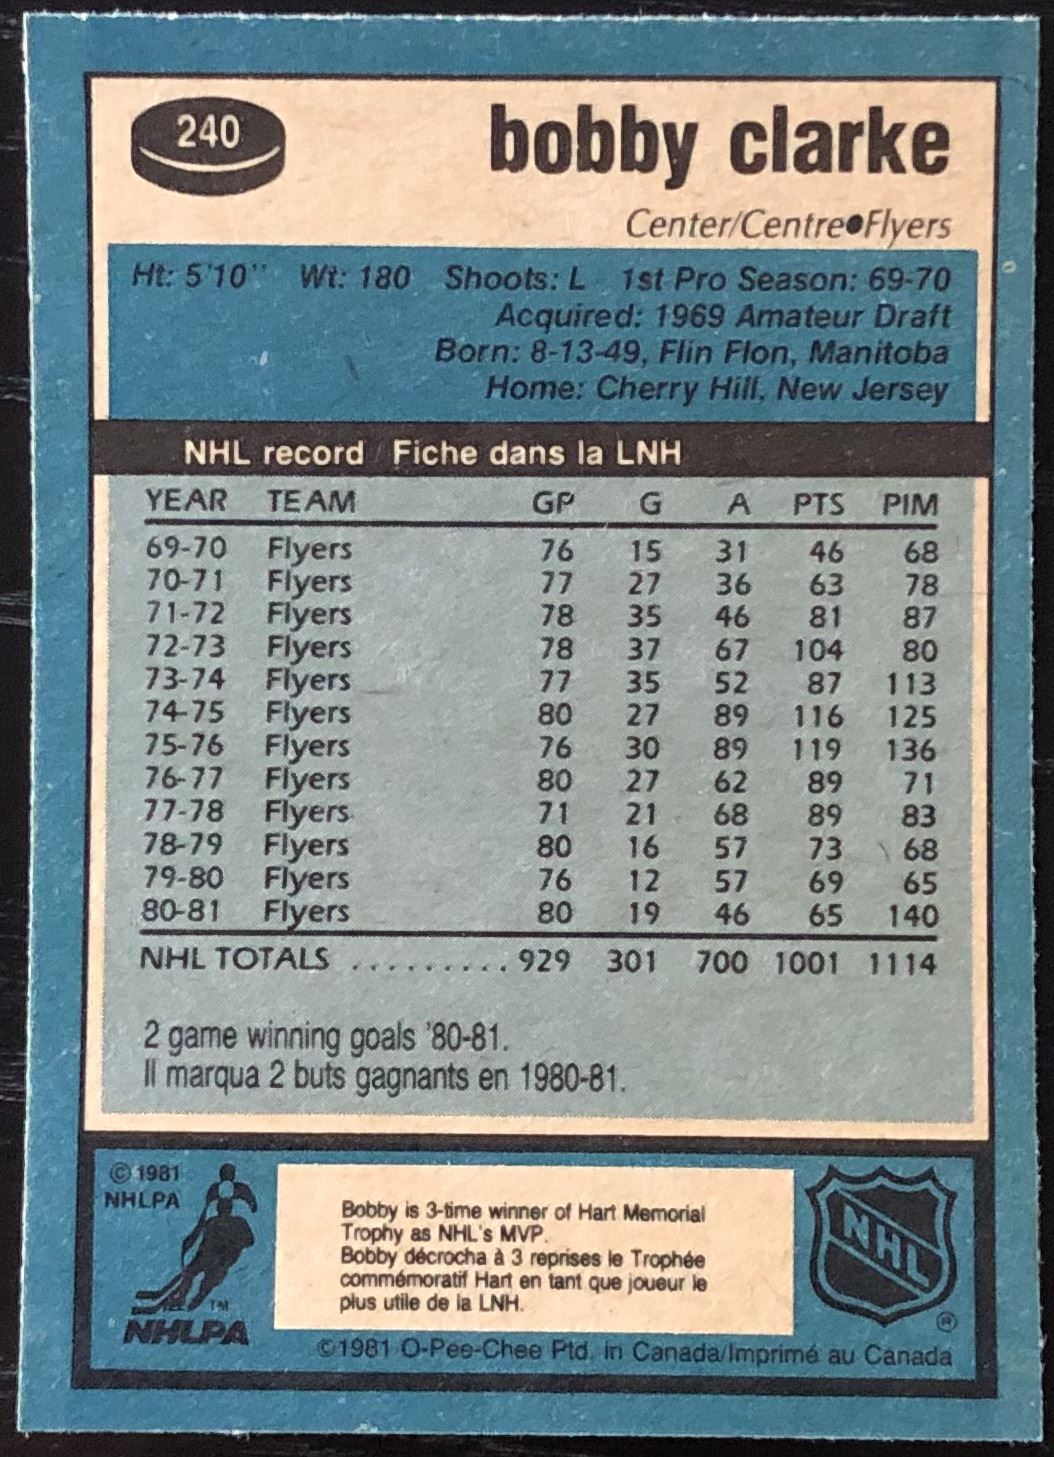 240
bobby clarke
Center/Centre●Flyers
Ht: 5'10" Wt: 180 Shoots: L 1st Pro Season: 69-70
Acquired: 1969 Amateur Draft
Born: 8-13-49, Flin Flon, Manitoba
Home: Cherry Hill, New Jersey
NHL record / Fiche dans la LNH
YEAR TEAM GP G A PTS PIM
69-70 Flyers 76 15 31 46 68
70-71 Flyers 77 27 36 63 78
71-72 Flyers 78 35 46 81 87
72-73 Flyers 78 37 67 104 80
73-74 Flyers 77 35 52 87 113
74-75 Flyers 80 27 89 116 125
75-76 Flyers 76 30 89 119 136
76-77 Flyers 80 27 62 89 71
77-78 Flyers 71 21 68 89 83
78-79 Flyers 80 16 57 73 68
79-80 Flyers 76 12 57 69 65
80-81 Flyers 80 19 46 65 140
NHL TOTALS .......... 929 301 700 1001 1114
2 game winning goals '80-81.
Il marqua 2 buts gagnants en 1980-81.
©1981
NHLPA
TM
NHLPA
Bobby is 3-time winner of Hart Memorial
Trophy as NHL's MVP.
Bobby décrocha à 3 reprises le Trophée
commémoratif Hart en tant que joueur le
plus utile de la LNH.
NHL
®
©1981 O-Pee-Chee Ptd. in Canada/Imprimé au Canada